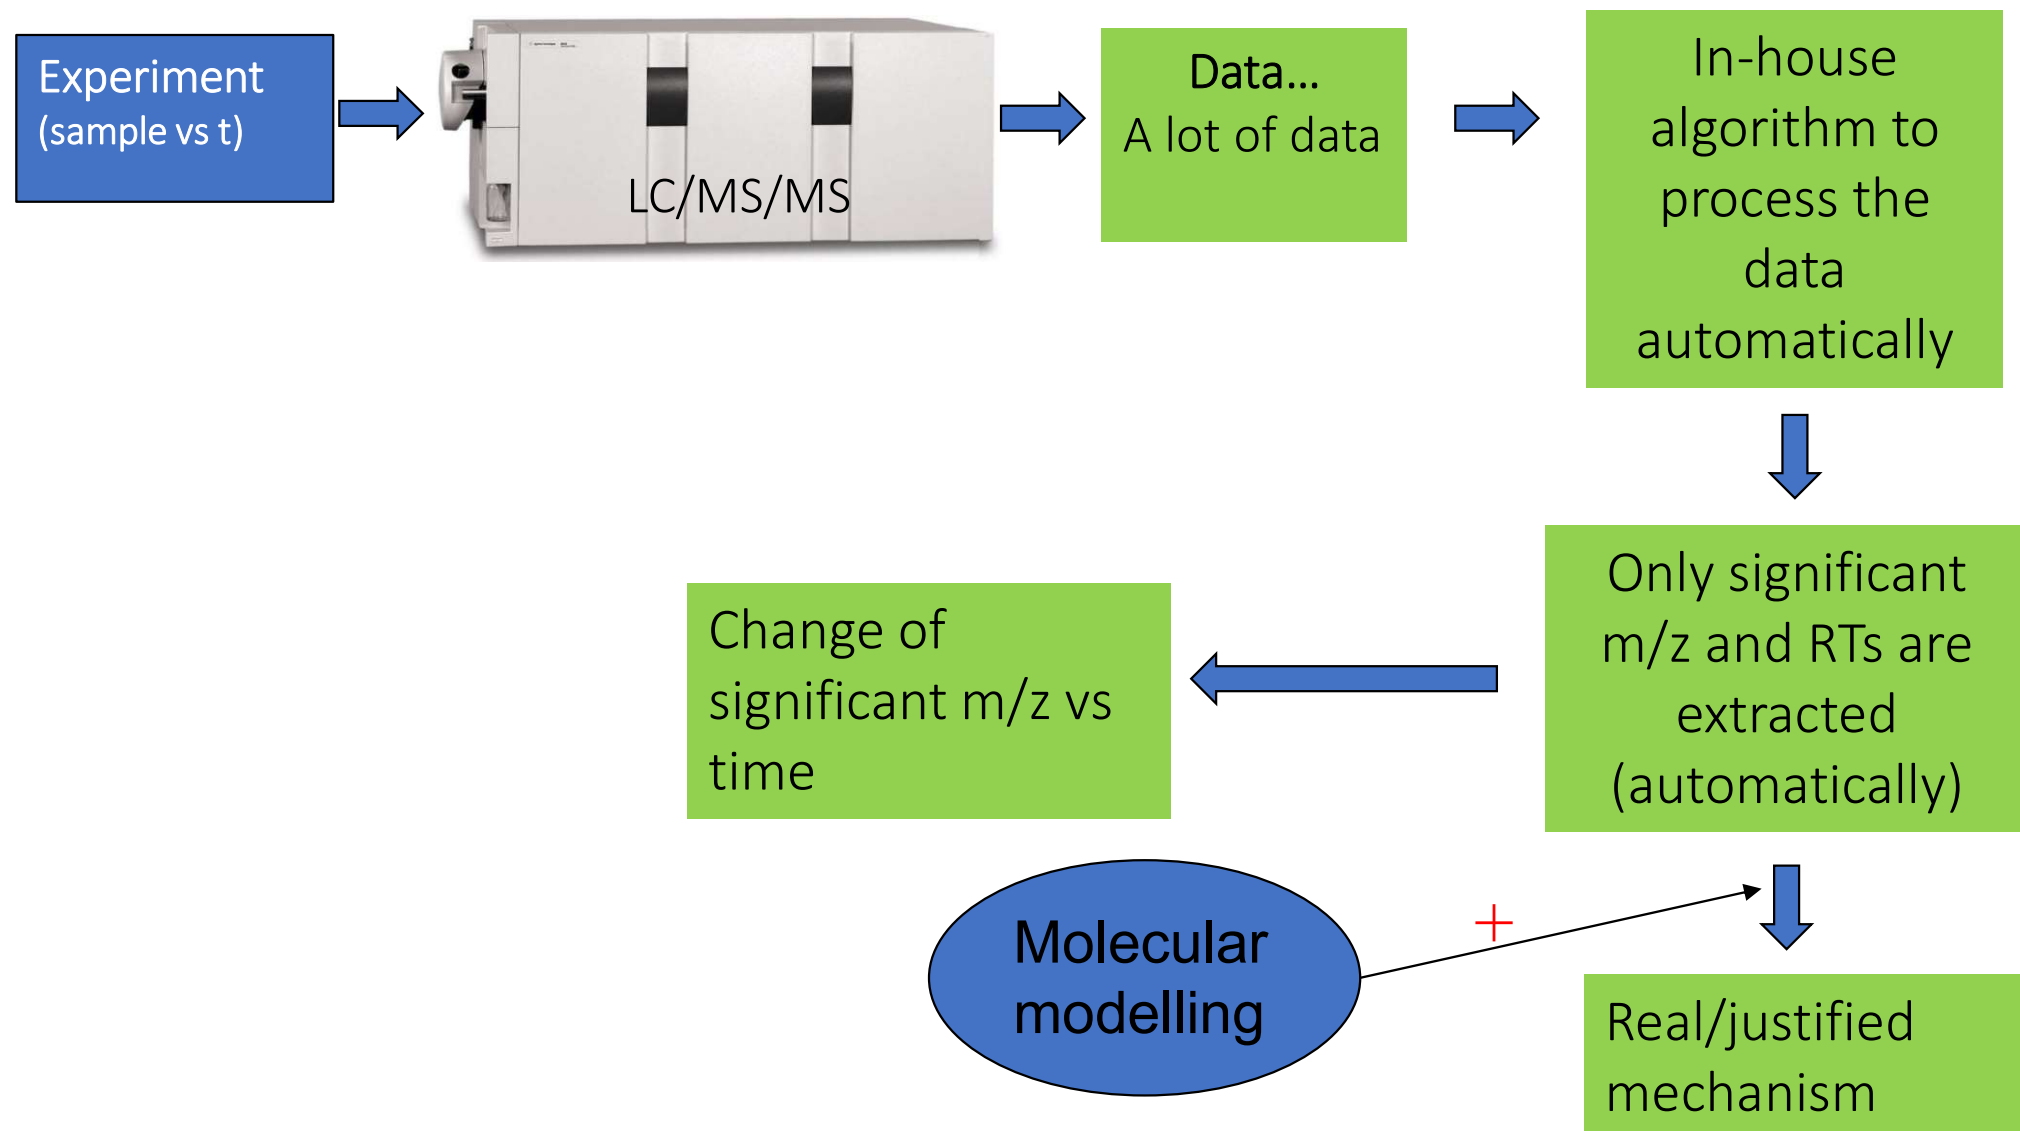 Experiment
(sample vs t)
LC/MS/MS
Data...
A lot of data
In-house
algorithm to
process the
data
automatically
Only significant
m/z and RTs are
extracted
(automatically)
Change of
significant m/z vs
time
+
Molecular
modelling
Real/justified
mechanism